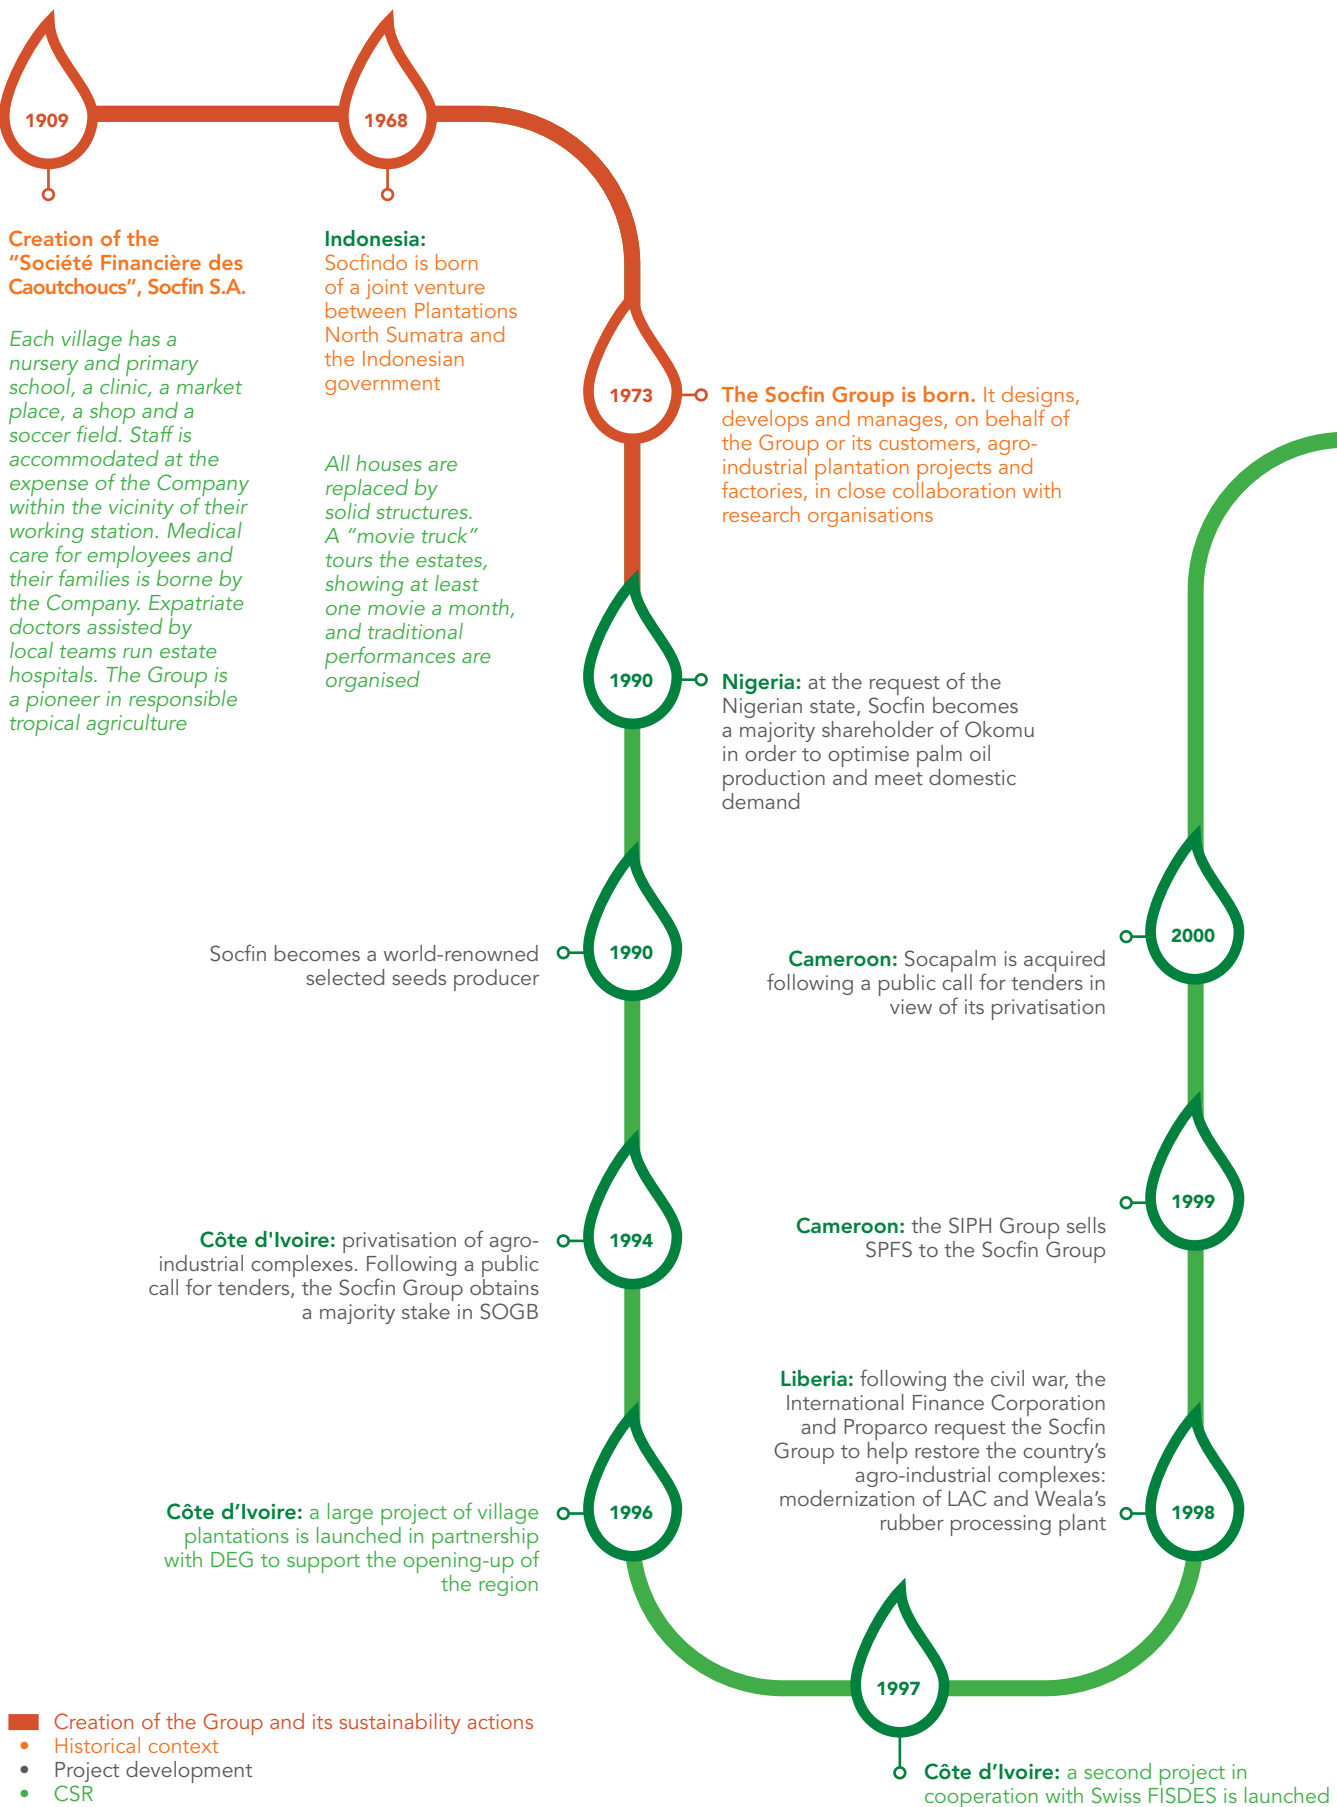 1909
Creation of the
“Société Financière des
Caoutchoucs”, Socfin S.A.
Each village has a
nursery and primary
school, a clinic, a market
place, a shop and a
soccer field. Staff is
accommodated at the
expense of the Company
within the vicinity of their
working station. Medical
care for employees and
their families is borne by
the Company. Expatriate
doctors assisted by
local teams run estate
hospitals. The Group is
a pioneer in responsible
tropical agriculture
1968
Indonesia:
Socfindo is born
of a joint venture
between Plantations
North Sumatra and
the Indonesian
government
All houses are
replaced by
solid structures.
A “movie truck”
tours the estates,
showing at least
one movie a month,
and traditional
performances are
organised
1973
The Socfin Group is born. It designs,
develops and manages, on behalf of
the Group or its customers, agro-
industrial plantation projects and
factories, in close collaboration with
research organisations
1990
Nigeria: at the request of the
Nigerian state, Socfin becomes
a majority shareholder of Okomu
in order to optimise palm oil
production and meet domestic
demand
1990
Socfin becomes a world-renowned
selected seeds producer
1994
Côte d'Ivoire: privatisation of agro-
industrial complexes. Following a public
call for tenders, the Socfin Group obtains
a majority stake in SOGB
1996
Côte d’Ivoire: a large project of village
plantations is launched in partnership
with DEG to support the opening-up of
the region
1997
Côte d’Ivoire: a second project in
cooperation with Swiss FISDES is launched
1998
Liberia: following the civil war, the
International Finance Corporation
and Proparco request the Socfin
Group to help restore the country’s
agro-industrial complexes:
modernization of LAC and Weala’s
rubber processing plant
1999
Cameroon: the SIPH Group sells
SPFS to the Socfin Group
2000
Cameroon: Socapalm is acquired
following a public call for tenders in
view of its privatisation
Creation of the Group and its sustainability actions
• Historical context
• Project development
• CSR